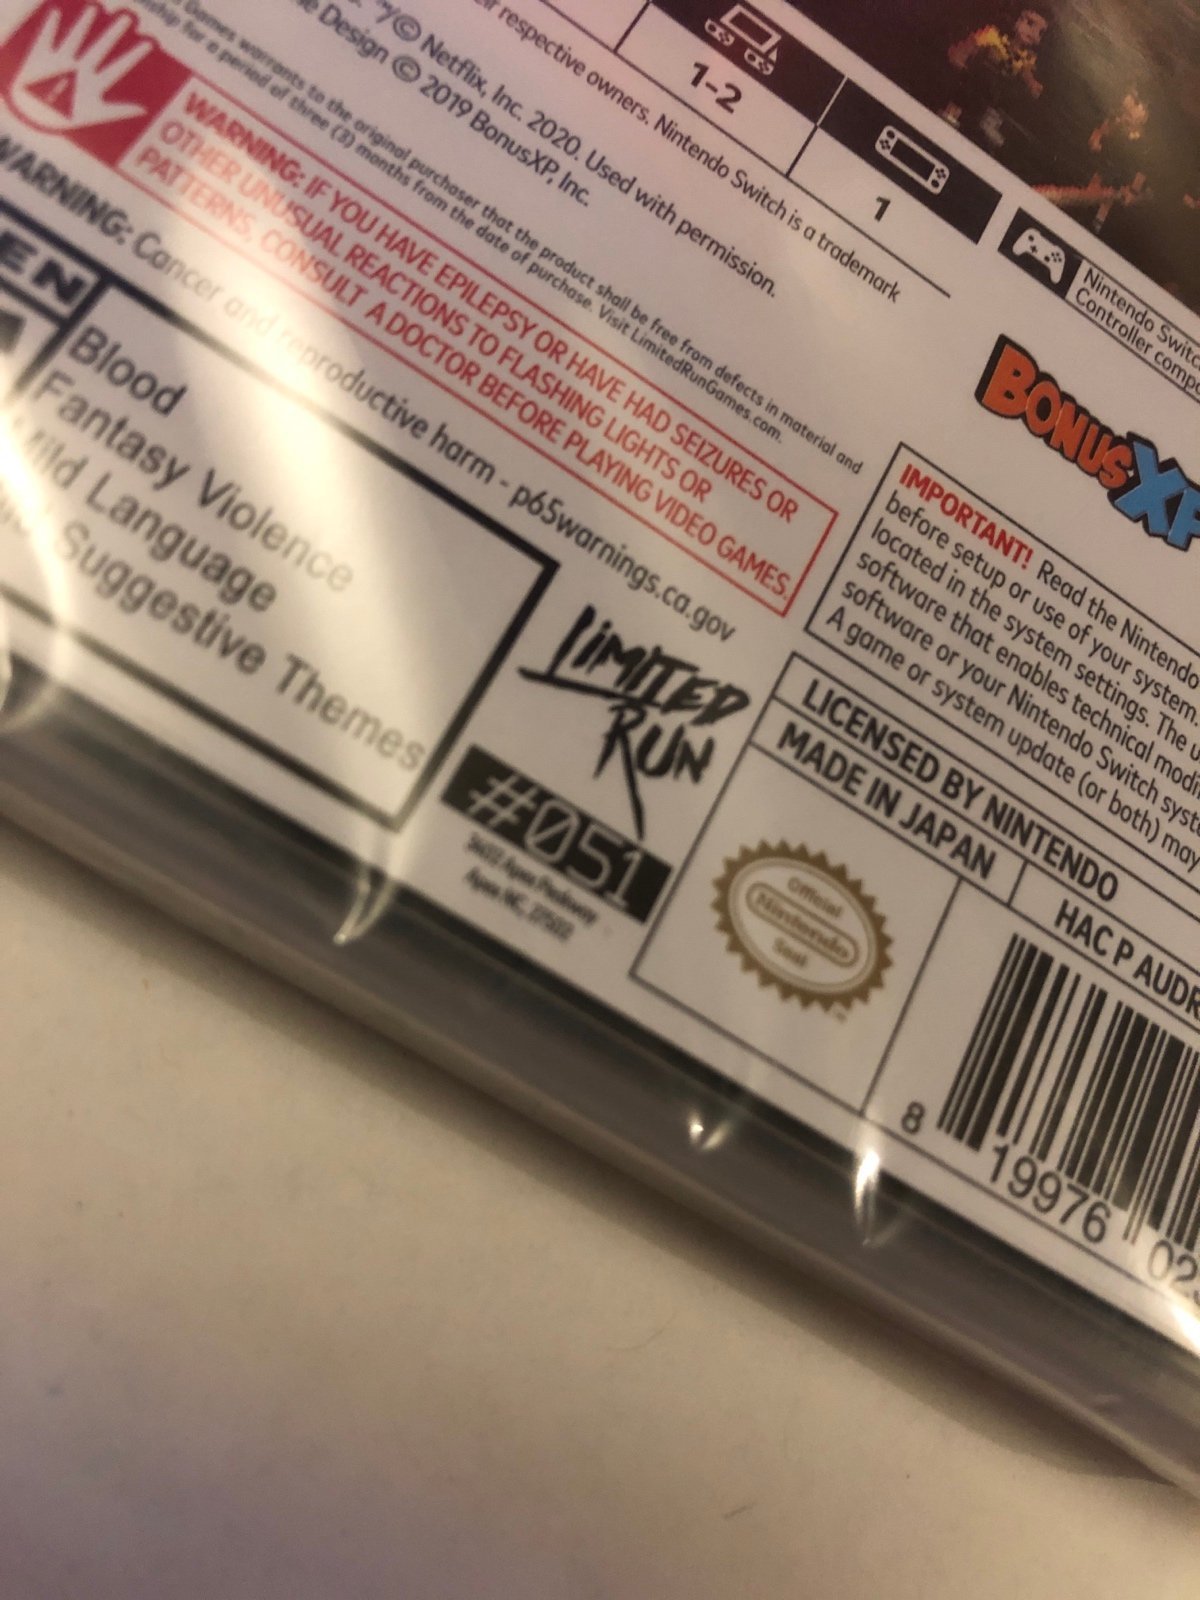 respective owners. Nintendo Switch is a trademark
© Netflix, Inc. 2020. Used with permission.
Design © 2019 BonusXP, Inc.
Games warrants to the original purchaser that the product shall be free from defects in material and
for a period of three (3) months from the date of purchase. Visit LimitedRunGames.com.
WARNING: IF YOU HAVE EPILEPSY OR HAVE HAD SEIZURES OR
OTHER UNUSUAL REACTIONS TO FLASHING LIGHTS OR
PATTERNS, CONSULT A DOCTOR BEFORE PLAYING VIDEO GAMES.
WARNING: Cancer and reproductive harm - p65warnings.ca.gov
Blood
Fantasy Violence
Mild Language
Suggestive Themes
1-2
1
Nintendo Switch
Controller
BONUSXP
IMPORTANT! Read the Nintendo
before setup or use of your system.
located in the system settings. The
software that enables technical
software or your Nintendo Switch
A game or system update (or both) may
LIMITED
RUN
#051
Apex NC, 27502
LICENSED BY NINTENDO
MADE IN JAPAN
HAC P
Official
Nintendo
Seal
8 19976